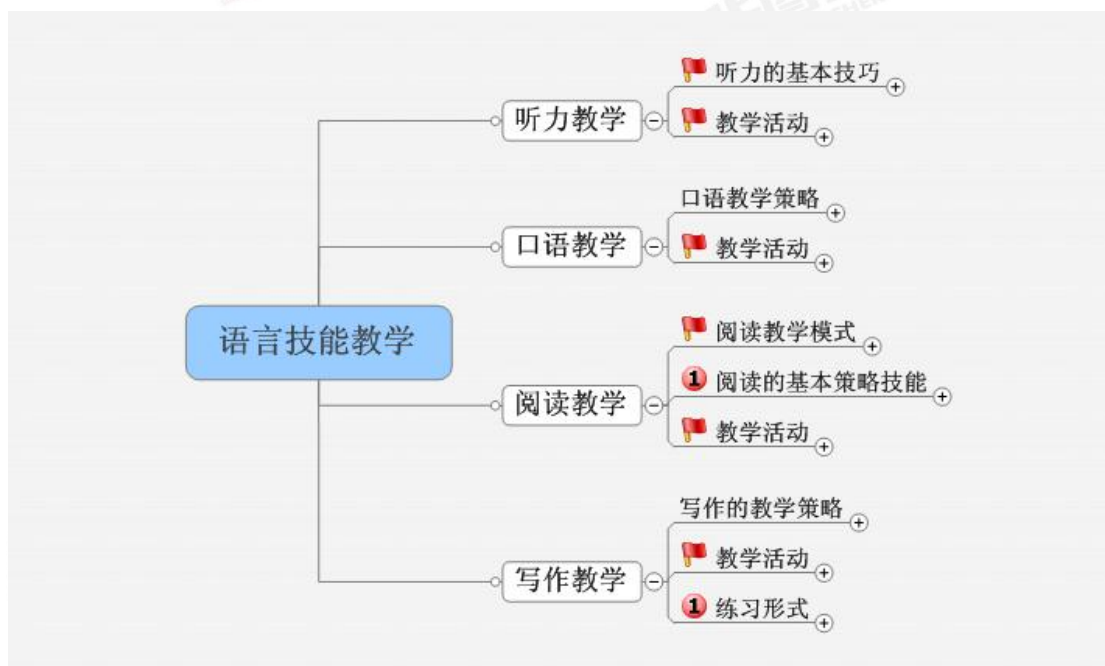 听力的基本技巧
听力教学
教学活动
口语教学策略
口语教学
教学活动
阅读教学模式
语言技能教学
1 阅读的基本策略技能
阅读教学
教学活动
写作的教学策略
教学活动
写作教学
1 练习形式